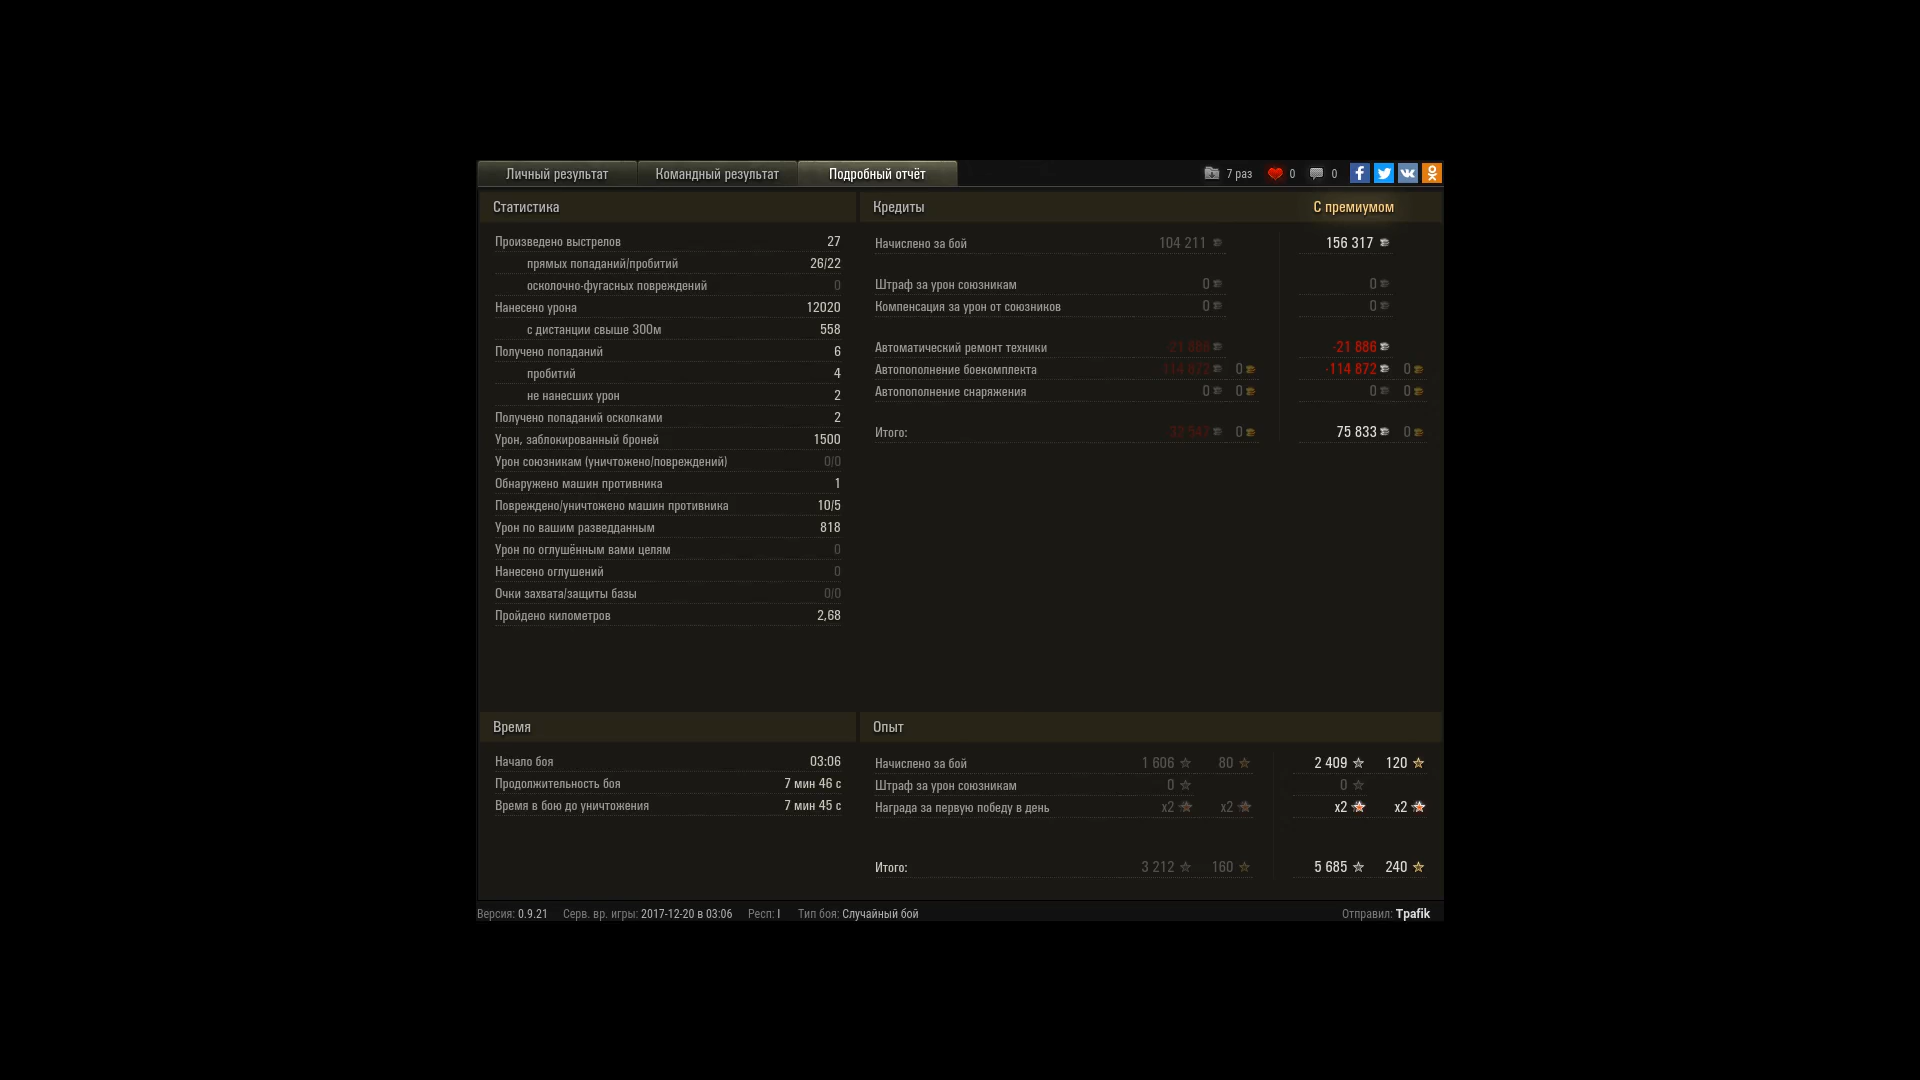 Личный результат Командный результат Подробный отчёт 7 раз 0 0
Статистика
Произведено выстрелов 27
прямых попаданий/пробитий 26/22
осколочно-фугасных повреждений 0
Нанесено урона 12020
с дистанции свыше 300м 558
Получено попаданий 6
пробитий 4
не нанесших урон 2
Получено попаданий осколками 2
Урон, заблокированный броней 1500
Урон союзникам (уничтожено/повреждений) 0/0
Обнаружено машин противника 1
Повреждено/уничтожено машин противника 10/5
Урон по вашим разведданным 818
Урон по оглушённым вами целям 0
Нанесено оглушений 0
Очки захвата/защиты базы 0/0
Пройдено километров 2,68
Кредиты С премиумом
Начислено за бой 104 211 156 317
Штраф за урон союзникам 0 0
Компенсация за урон от союзников 0 0
Автоматический ремонт техники -21 886 -21 886
Автопополнение боекомплекта -114 872 0 -114 872 0
Автопополнение снаряжения 0 0 0 0
Итого: 0 75 833 0
Время
Начало боя 03:06
Продолжительность боя 7 мин 46 с
Время в бою до уничтожения 7 мин 45 с
Опыт
Начислено за бой 1 606 80 2 409 120
Штраф за урон союзникам 0 0
Награда за первую победу в день x2 x2 x2 x2
Итого: 3 212 160 5 685 240
Версия: 0.9.21 Серв. вр. игры: 2017-12-20 в 03:06 Респ: I Тип боя: Случайный бой Отправил: Tpafik